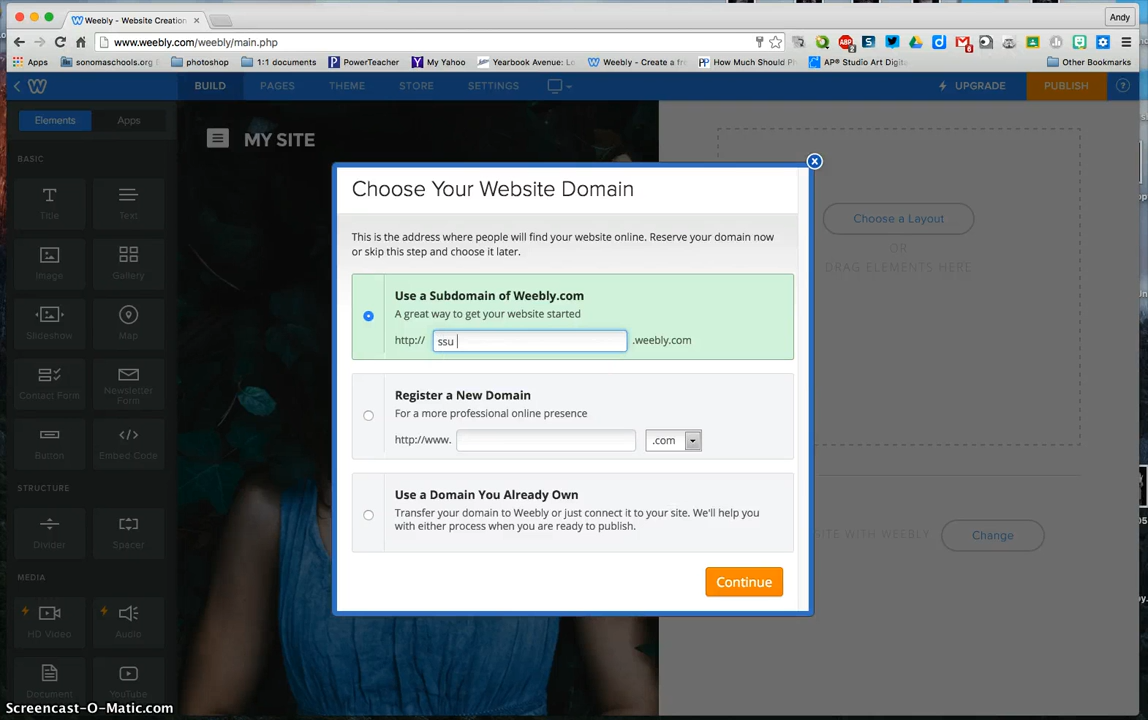 Weebly - Website Creation
Andy
www.weebly.com/weebly/main.php
Apps
sonomaschools.org
photoshop
1:1 documents
PowerTeacher
My Yahoo
Yearbook Avenue: Lo
Weebly - Create a fr
How Much Should P
AP® Studio Art Digit
Other Bookmarks
BUILD
PAGES
THEME
STORE
SETTINGS
UPGRADE
PUBLISH
?
Elements
Apps
MY SITE
BASIC
Title
Text
Image
Gallery
Slideshow
Map
Contact Form
Newsletter
Form
Button
Embed Code
STRUCTURE
Divider
Spacer
MEDIA
HD Video
Audio
Document
YouTube
Choose Your Website Domain
This is the address where people will find your website online. Reserve your domain now
or skip this step and choose it later.
Use a Subdomain of Weebly.com
A great way to get your website started
http:// ssu .weebly.com
Register a New Domain
For a more professional online presence
http://www. .com
Use a Domain You Already Own
Transfer your domain to Weebly or just connect it to your site. We'll help you
with either process when you are ready to publish.
Continue
Choose a Layout
OR
DRAG ELEMENTS HERE
SITE WITH WEEBLY
Change
Screencast-O-Matic.com